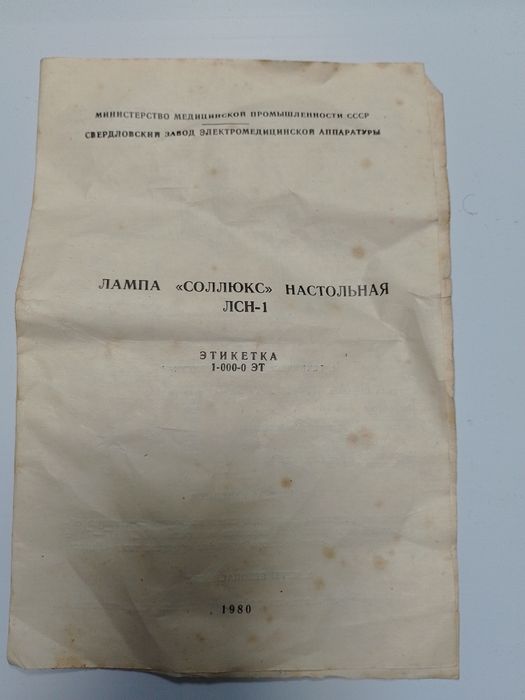 МИНИСТЕРСТВО МЕДИЦИНСКОЙ ПРОМЫШЛЕННОСТИ СССР
СВЕРДЛОВСКИЙ ЗАВОД ЭЛЕКТРОМЕДИЦИНСКОЙ АППАРАТУРЫ
ЛАМПА «СОЛЛЮКС» НАСТОЛЬНАЯ
ЛСН-1
ЭТИКЕТКА
1-000-0 ЭТ
1980